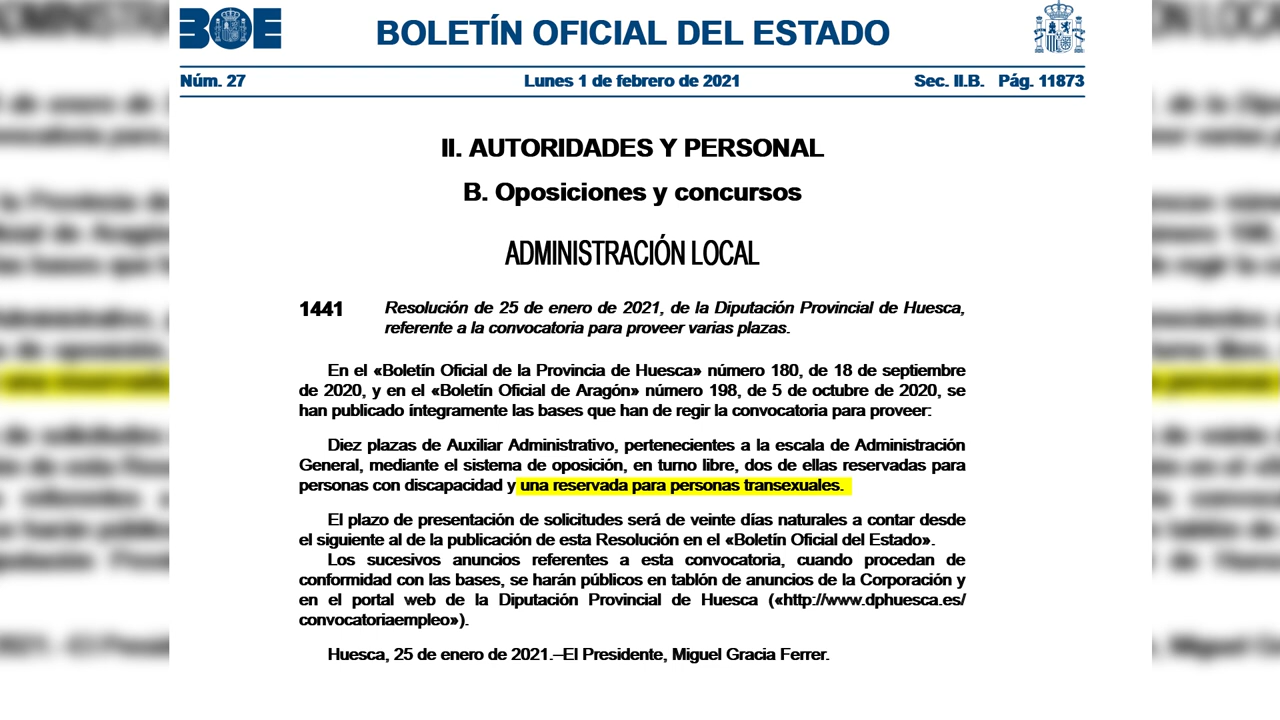 BOE
BOLETÍN OFICIAL DEL ESTADO
Núm. 27 Lunes 1 de febrero de 2021 Sec. II.B. Pág. 11873
II. AUTORIDADES Y PERSONAL
B. Oposiciones y concursos
ADMINISTRACIÓN LOCAL
1441 Resolución de 25 de enero de 2021, de la Diputación Provincial de Huesca,
referente a la convocatoria para proveer varias plazas.
En el «Boletín Oficial de la Provincia de Huesca» número 180, de 18 de septiembre
de 2020, y en el «Boletín Oficial de Aragón» número 198, de 5 de octubre de 2020, se
han publicado íntegramente las bases que han de regir la convocatoria para proveer:
Diez plazas de Auxiliar Administrativo, pertenecientes a la escala de Administración
General, mediante el sistema de oposición, en turno libre, dos de ellas reservadas para
personas con discapacidad y una reservada para personas transexuales.
El plazo de presentación de solicitudes será de veinte días naturales a contar desde
el siguiente al de la publicación de esta Resolución en el «Boletín Oficial del Estado».
Los sucesivos anuncios referentes a esta convocatoria, cuando procedan de
conformidad con las bases, se harán públicos en tablón de anuncios de la Corporación y
en el portal web de la Diputación Provincial de Huesca («http://www.dphuesca.es/
convocatoriaempleo»).
Huesca, 25 de enero de 2021.–El Presidente, Miguel Gracia Ferrer.